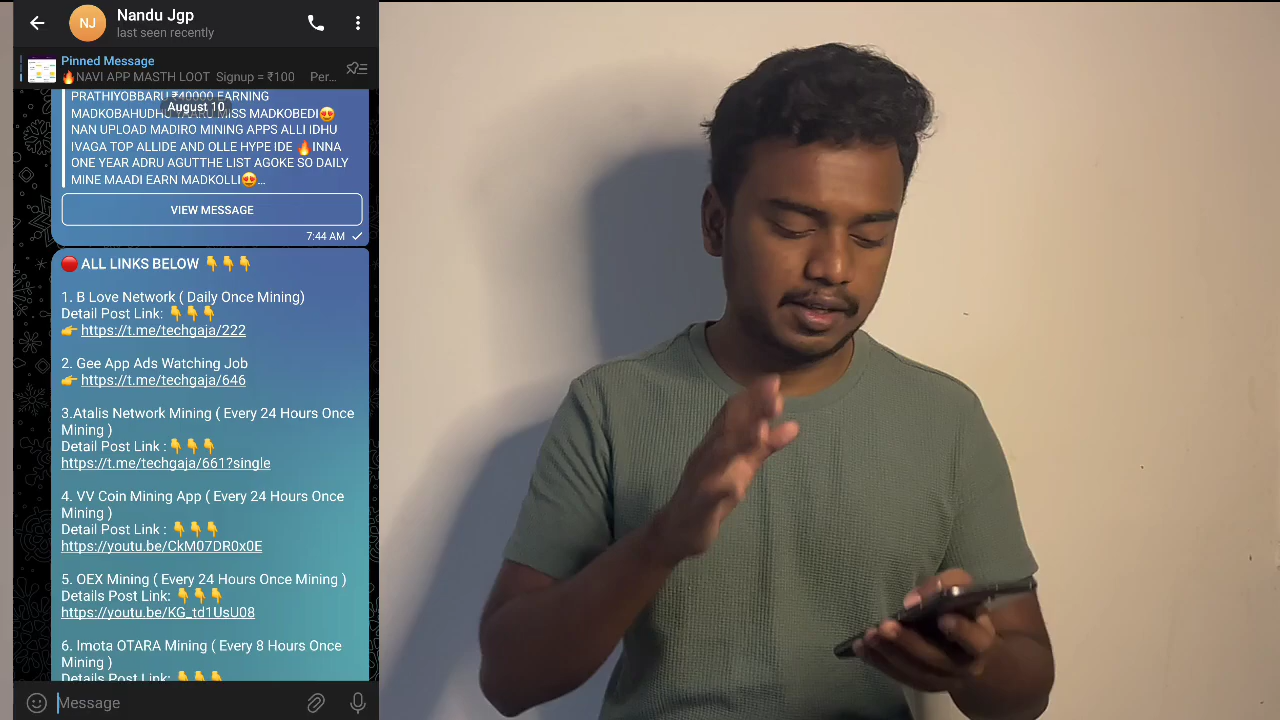 NJ
Nandu Jgp
last seen recently
Pinned Message
🔥NAVI APP MASTH LOOT Signup = ₹100 Per...
PRATHIYOBBARU ₹40000 EARNING
August 10
MISS MADKOBEDI😍
NAN UPLOAD MADIRO MINING APPS ALLI IDHU
IVAGA TOP ALLIDE AND OLLE HYPE IDE 🔥INNA
ONE YEAR ADRU AGUTTHE LIST AGOKE SO DAILY
MINE MAADI EARN MADKOLLI😍...
VIEW MESSAGE
7:44 AM
🔴 ALL LINKS BELOW 👇👇👇
1. B Love Network ( Daily Once Mining)
Detail Post Link: 👇👇👇
👉 https://t.me/techgaja/222
2. Gee App Ads Watching Job
👉 https://t.me/techgaja/646
3.Atalis Network Mining ( Every 24 Hours Once
Mining )
Detail Post Link :👇👇👇
https://t.me/techgaja/661?single
4. VV Coin Mining App ( Every 24 Hours Once
Mining )
Detail Post Link : 👇👇👇
https://youtu.be/CkM07DR0x0E
5. OEX Mining ( Every 24 Hours Once Mining )
Details Post Link: 👇👇👇
https://youtu.be/KG_td1UsU08
6. Imota OTARA Mining ( Every 8 Hours Once
Mining )
Details Post Link: 👇👇👇
Message